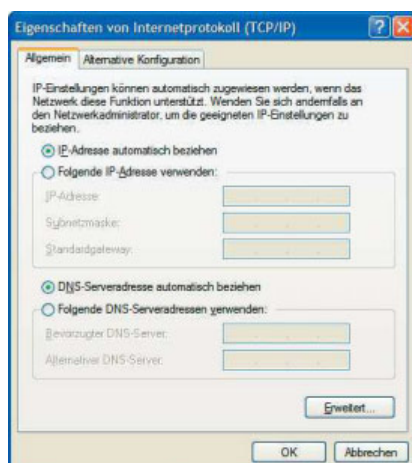 Eigenschaften von Internetprotokoll (TCP/IP)
Allgemein
Alternative Konfiguration
IP-Einstellungen können automatisch zugewiesen werden, wenn das
Netzwerk diese Funktion unterstützt. Wenden Sie sich andernfalls an
den Netzwerkadministrator, um die geeigneten IP-Einstellungen zu
beziehen.
IP-Adresse automatisch beziehen
Folgende IP-Adresse verwenden:
IP-Adresse:
Subnetzmaske:
Standardgateway:
DNS-Serveradresse automatisch beziehen
Folgende DNS-Serveradressen verwenden:
Bevorzugter DNS-Server:
Alternativer DNS-Server:
Erweitert...
OK
Abbrechen